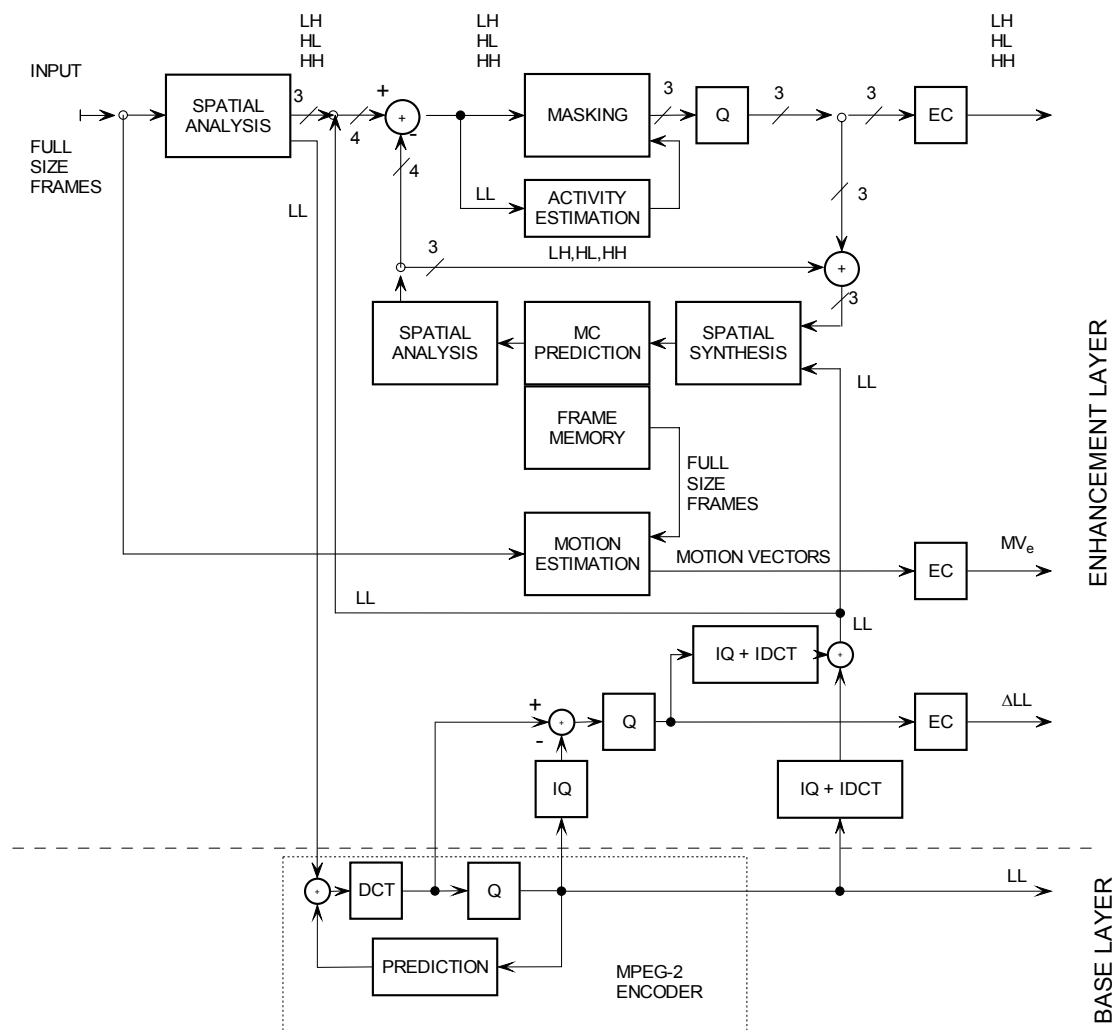 LH
HL
HH
LH
HL
HH
LH
HL
HH
INPUT
FULL
SIZE
FRAMES
SPATIAL
ANALYSIS
3
4
+
+
-
4
MASKING
3
Q
3
3
EC
LL
LL
ACTIVITY
ESTIMATION
3
3
LH,HL,HH
+
3
SPATIAL
ANALYSIS
MC
PREDICTION
SPATIAL
SYNTHESIS
LL
FRAME
MEMORY
FULL
SIZE
FRAMES
MOTION
ESTIMATION
MOTION VECTORS
EC
MVe
LL
LL
IQ + IDCT
+
+
+
-
Q
EC
ΔLL
IQ
IQ + IDCT
ENHANCEMENT LAYER
+
DCT
Q
LL
PREDICTION
MPEG-2
ENCODER
BASE LAYER